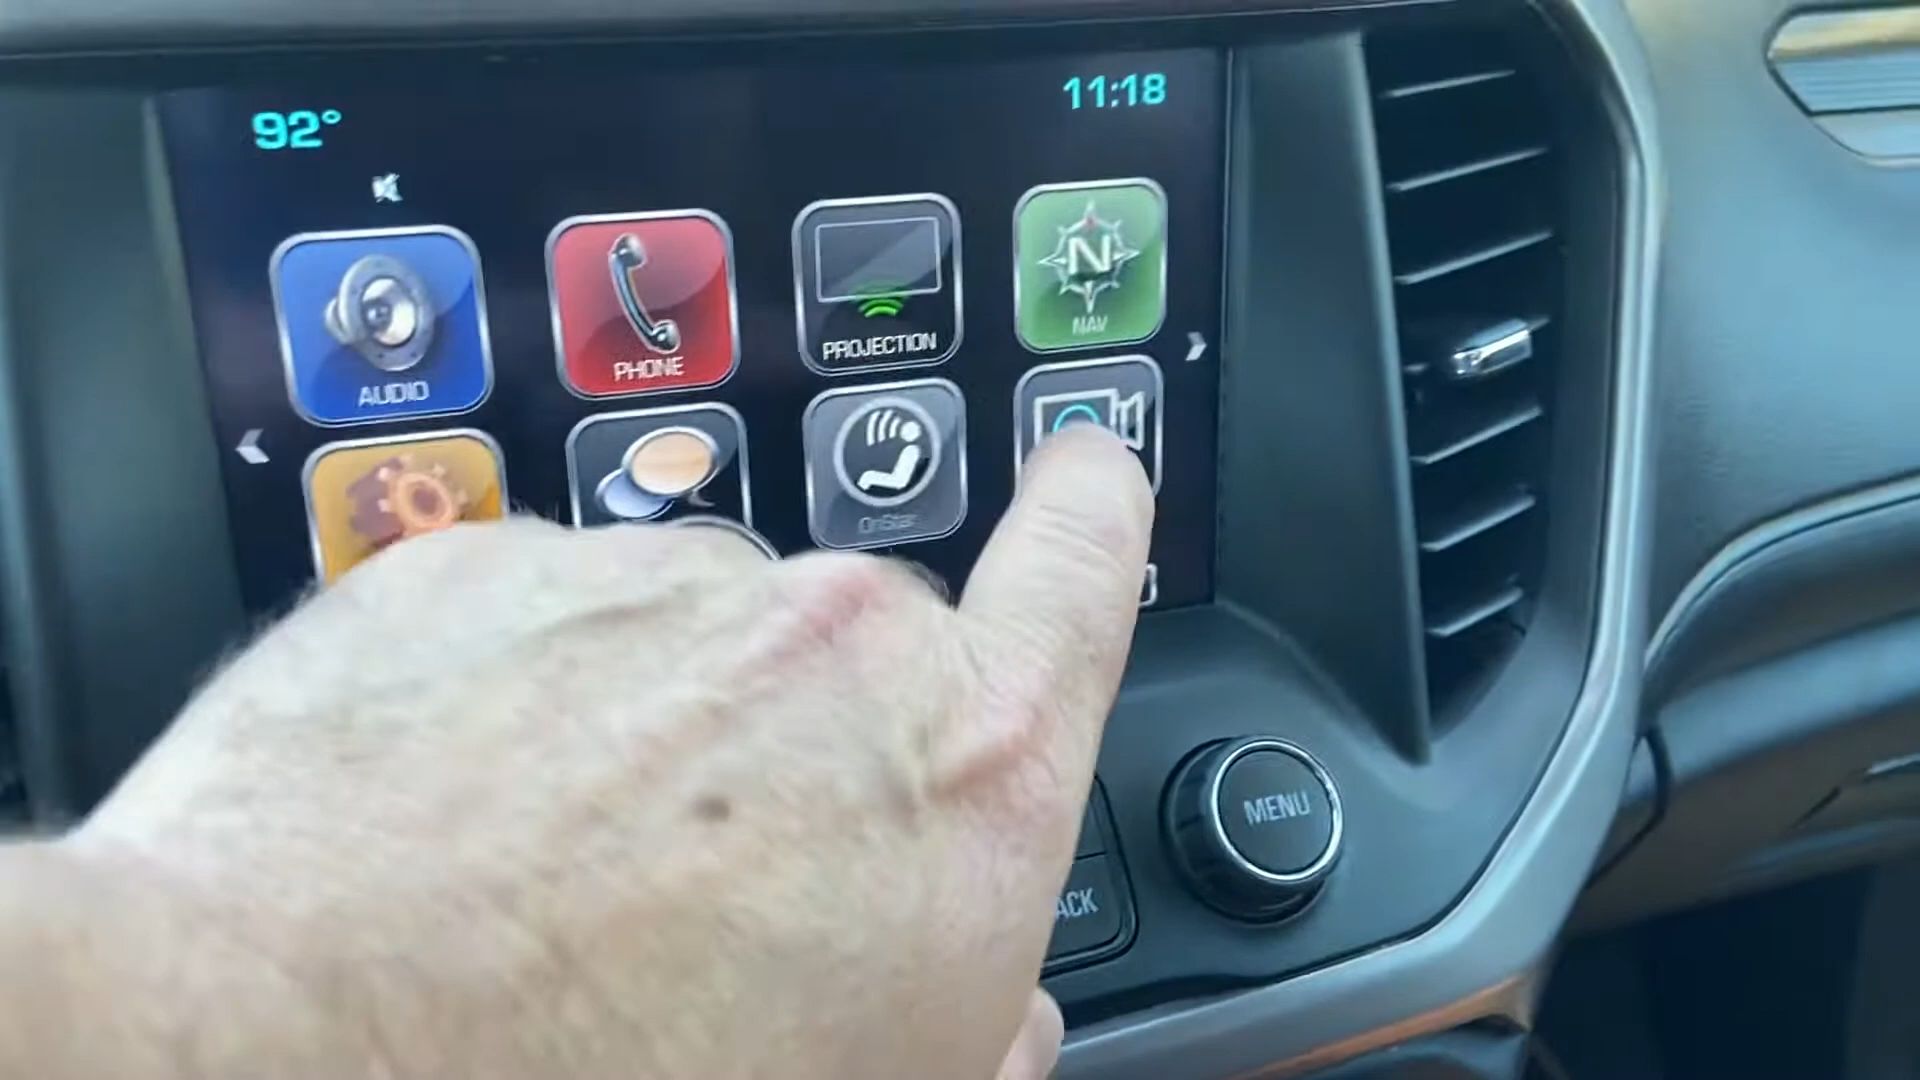 92°
11:18
AUDIO
PHONE
PROJECTION
N
NAV
OnStar
MENU
ACK